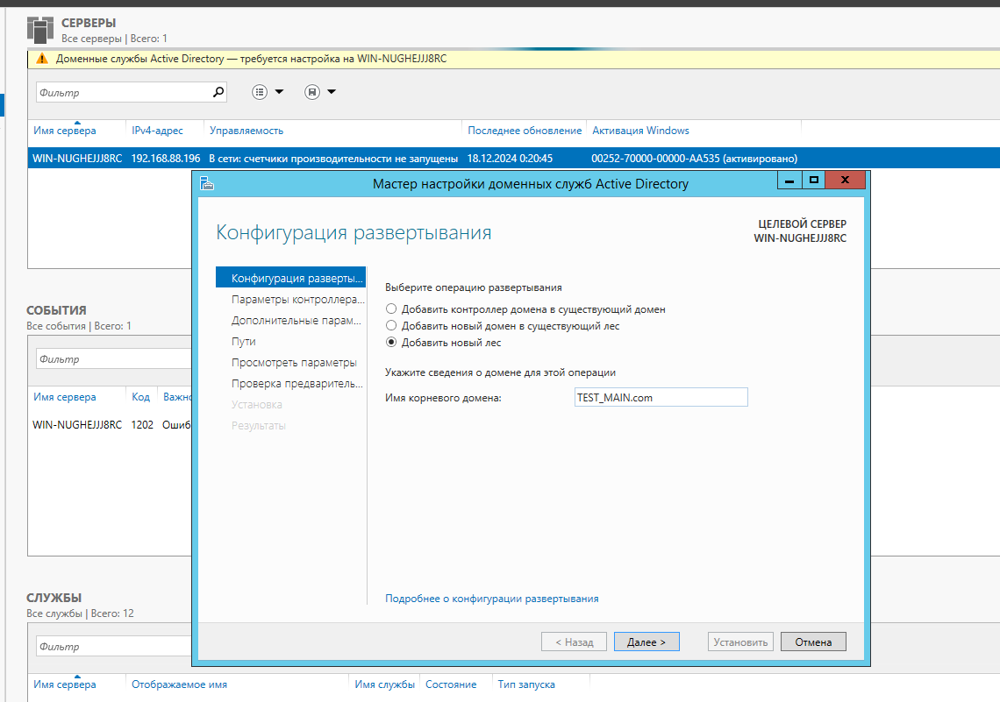 СЕРВЕРЫ
Все серверы | Всего: 1
Доменные службы Active Directory — требуется настройка на WIN-NUGHEJJJ8RC
Фильтр
Имя сервера IPv4-адрес Управляемость Последнее обновление Активация Windows
WIN-NUGHEJJJ8RC 192.168.88.196 В сети: счетчики производительности не запущены 18.12.2024 0:20:45 00252-70000-00000-AA535 (активировано)
Мастер настройки доменных служб Active Directory
Конфигурация развертывания
ЦЕЛЕВОЙ СЕРВЕР
WIN-NUGHEJJJ8RC
Конфигурация разверты...
Параметры контроллера...
Дополнительные парам...
Пути
Просмотреть параметры
Проверка предваритель...
Установка
Результаты
Выберите операцию развертывания
Добавить контроллер домена в существующий домен
Добавить новый домен в существующий лес
Добавить новый лес
Укажите сведения о домене для этой операции
Имя корневого домена: TEST_MAIN.com
Подробнее о конфигурации развертывания
< Назад Далее > Установить Отмена
СОБЫТИЯ
Все события | Всего: 1
Фильтр
Имя сервера Код Важно
WIN-NUGHEJJJ8RC 1202 Ошиб
СЛУЖБЫ
Все службы | Всего: 12
Фильтр
Имя сервера Отображаемое имя Имя службы Состояние Тип запуска